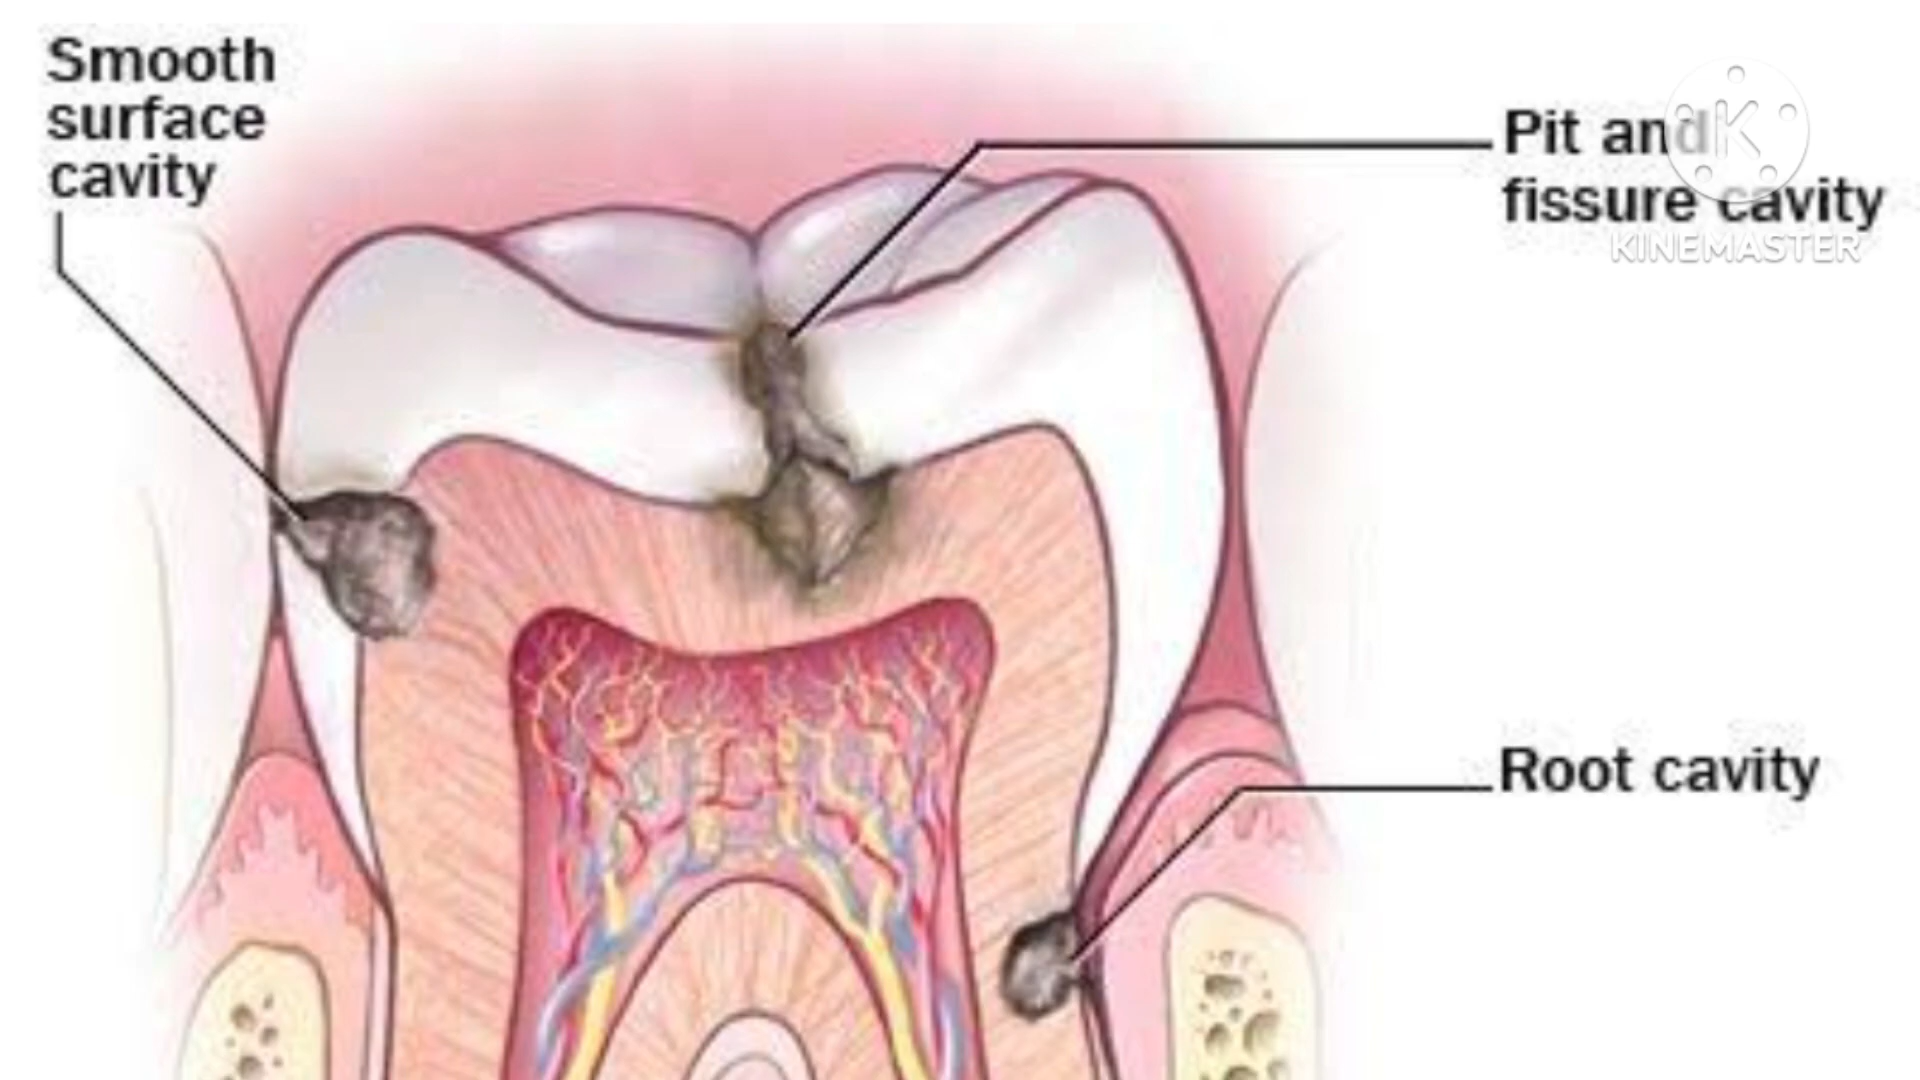 Smooth
surface
cavity
Pit and
fissure cavity
KINEMASTER
Root cavity